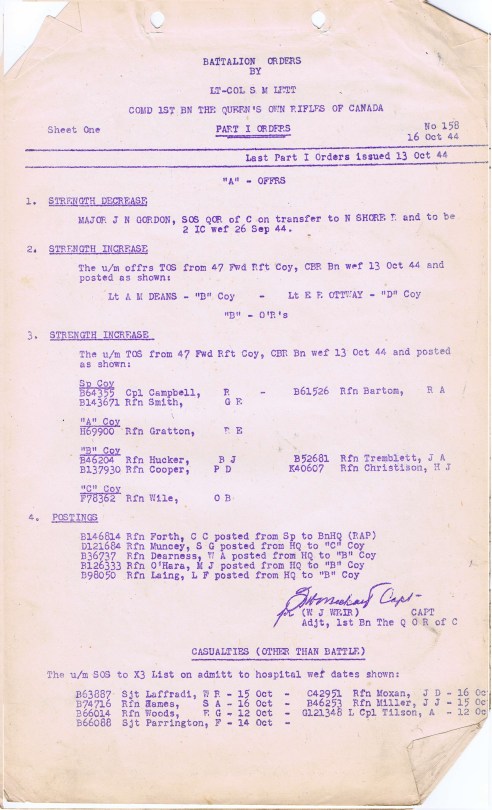 BATTALION ORDERS
BY
LT-COL S M LETT
COMD 1ST BN THE QUEEN'S OWN RIFLES OF CANADA
Sheet One PART I ORDERS No 158
16 Oct 44
Last Part I Orders issued 13 Oct 44
"A" - OFFRS
1. STRENGTH DECREASE
MAJOR J N GORDON, SOS QOR of C on transfer to N SHORE R and to be
2 IC wef 26 Sep 44.
2. STRENGTH INCREASE
The u/m offrs TOS from 47 Fwd Rft Coy, CBR Bn wef 13 Oct 44 and
posted as shown:
Lt A M DEANS - "B" Coy - Lt E F OTTWAY - "D" Coy
"B" - O'R's
3. STRENGTH INCREASE
The u/m TOS from 47 Fwd Rft Coy, CBR Bn wef 13 Oct 44 and posted
as shown:
Sp Coy
B64355 Cpl Campbell, R - B61526 Rfn Bartom, R A
B143671 Rfn Smith, G E
"A" Coy
H69900 Rfn Gratton, R E
"B" Coy
B46204 Rfn Hucker, B J B52681 Rfn Tremblett, J A
B137930 Rfn Cooper, P D K40607 Rfn Christison, H J
"C" Coy
F78362 Rfn Wile, O B
4. POSTINGS
B146814 Rfn Forth, C C posted from Sp to BnHQ (RAP)
D121684 Rfn Muncey, S G posted from HQ to "C" Coy
B36737 Rfn Dearness, W A posted from HQ to "B" Coy
B126333 Rfn O'Hara, M J posted from HQ to "B" Coy
B98050 Rfn Laing, L F posted from HQ to "B" Coy
Capt
(W J WEIR) CAPT
Adjt, 1st Bn The Q O R of C
CASUALTIES (OTHER THAN BATTLE)
The u/m SOS to X3 List on admitt to hospital wef dates shown:
B63887 Sjt Laffradi, W R - 15 Oct - C42951 Rfn Moxan, J D - 16 Oc
B74716 Rfn Hames, S A - 16 Oct - B46253 Rfn Miller, J J - 15 Oc
B66014 Rfn Woods, E G - 12 Oct - G121348 L Cpl Tilson, A - 12 Oc
B66088 Sjt Parrington, F - 14 Oct -